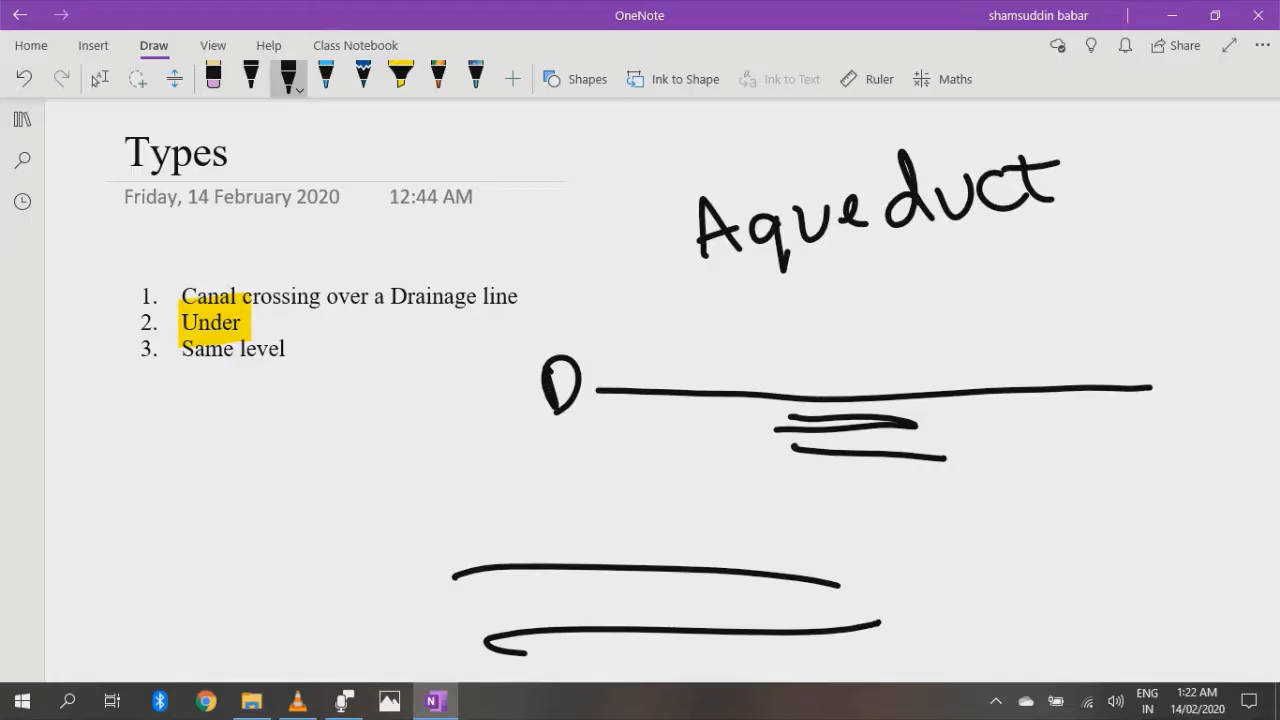 OneNote
shamsuddin babar
Home Insert Draw View Help Class Notebook
Share
Shapes Ink to Shape Ink to Text Ruler Maths
Types
Friday, 14 February 2020 12:44 AM
Aqueduct
1. Canal crossing over a Drainage line
2. Under
3. Same level
D
ENG 1:22 AM
IN 14/02/2020